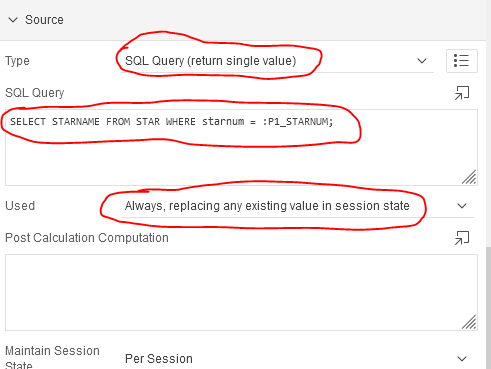 Source
Type
SQL Query (return single value)
SQL Query
SELECT STARNAME FROM STAR WHERE starnum = :P1_STARNUM;
Used
Always, replacing any existing value in session state
Post Calculation Computation
Maintain Session
State
Per Session